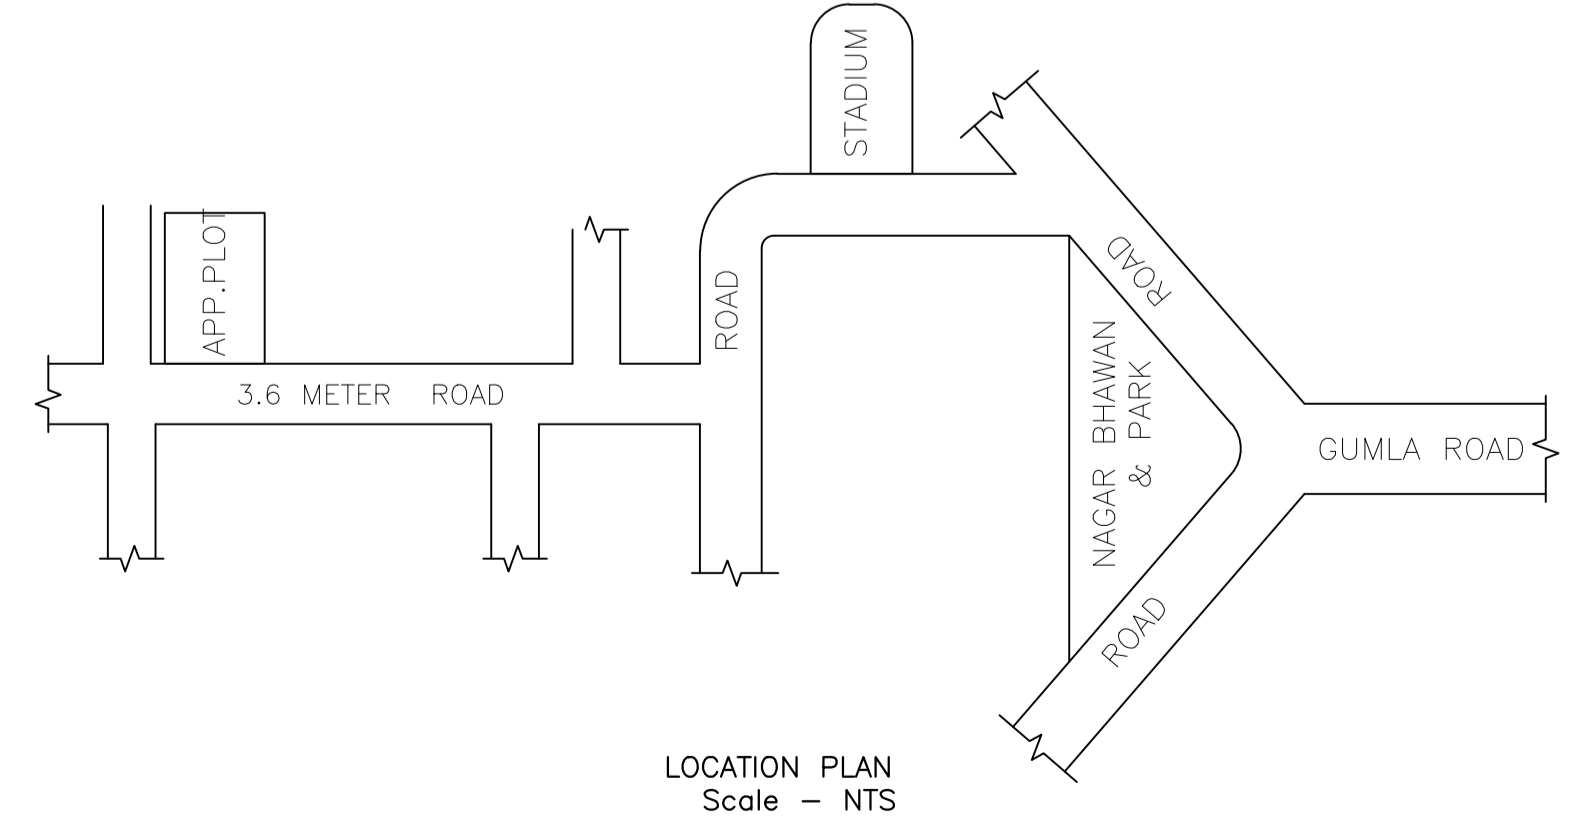 STADIUM
APP.PLOT
ROAD
ROAD
3.6 METER ROAD
NAGAR BHAWAN
& PARK
GUMLA ROAD
ROAD
LOCATION PLAN
Scale - NTS